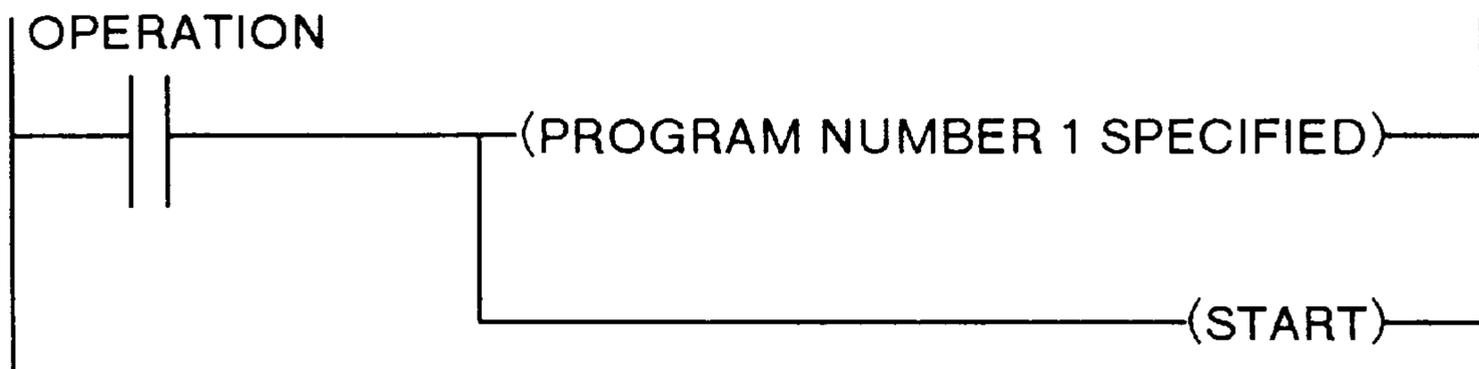 OPERATION
(PROGRAM NUMBER 1 SPECIFIED)
(START)